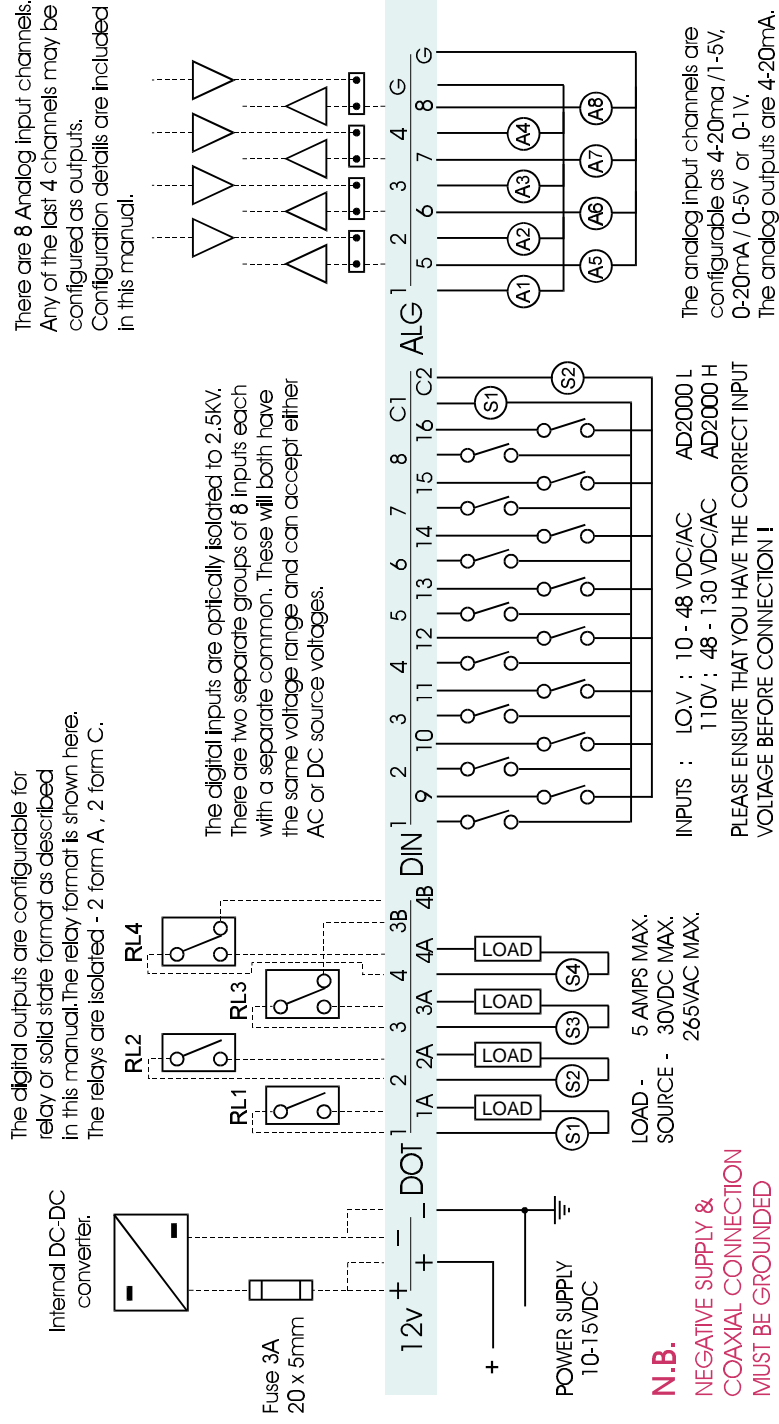 Internal DC-DC
converter.
Fuse 3A
20 x 5mm
The digital outputs are configurable for
relay or solid state format as described
in this manual.The relay format is shown here.
The relays are isolated - 2 form A , 2 form C.
RL1
RL2
RL3
RL4
The digital inputs are optically isolated to 2.5KV.
There are two separate groups of 8 inputs each
with a separate common. These will both have
the same voltage range and can accept either
AC or DC source voltages.
There are 8 Analog input channels.
Any of the last 4 channels may be
configured as outputs.
Configuration details are included
in this manual.
12v + −
+ −
DOT 1 2 3 4 3B
1A 2A 3A 4A 4B
DIN 1 2 3 4 5 6 7 8 C1
9 10 11 12 13 14 15 16 C2
ALG 1 2 3 4 G
5 6 7 8 G
+
POWER SUPPLY
10-15VDC
LOAD LOAD LOAD LOAD
S1 S2 S3 S4
LOAD - 5 AMPS MAX.
SOURCE - 30VDC MAX.
265VAC MAX.
S1
S2
INPUTS : LO.V : 10 - 48 VDC/AC AD2000 L
110V : 48 - 130 VDC/AC AD2000 H
PLEASE ENSURE THAT YOU HAVE THE CORRECT INPUT
VOLTAGE BEFORE CONNECTION !
A1 A2 A3 A4
A5 A6 A7 A8
The analog input channels are
configurable as 4-20ma /1-5V,
0-20mA / 0-5V or 0-1V.
The analog outputs are 4-20mA.
N.B.
NEGATIVE SUPPLY &
COAXIAL CONNECTION
MUST BE GROUNDED